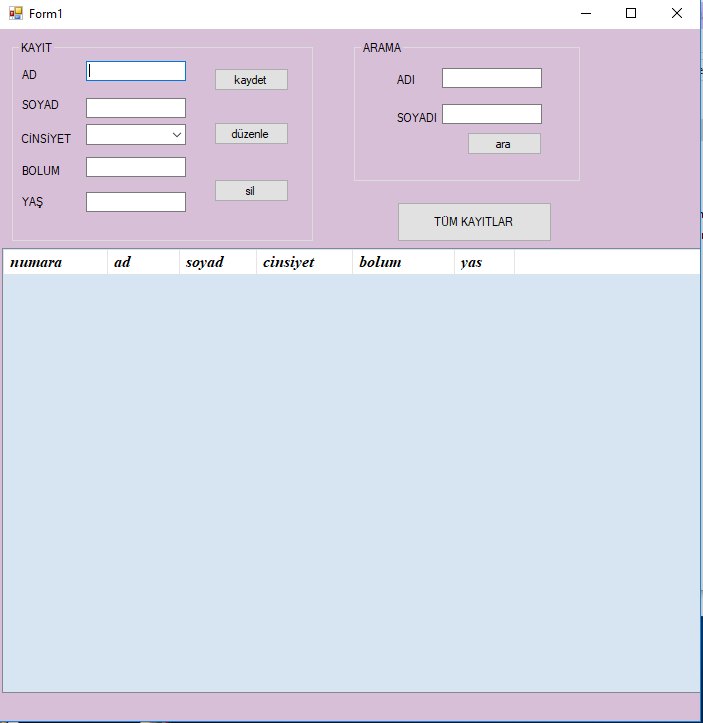 Form1
KAYIT
AD
kaydet
SOYAD
CİNSİYET
düzenle
BOLUM
sil
YAŞ
ARAMA
ADI
SOYADI
ara
TÜM KAYITLAR
numara ad soyad cinsiyet bolum yas